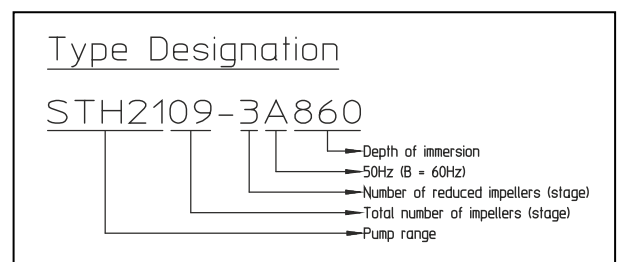 Type Designation
STH2109-3A860
Depth of immersion
50Hz (B = 60Hz)
Number of reduced impellers (stage)
Total number of impellers (stage)
Pump range